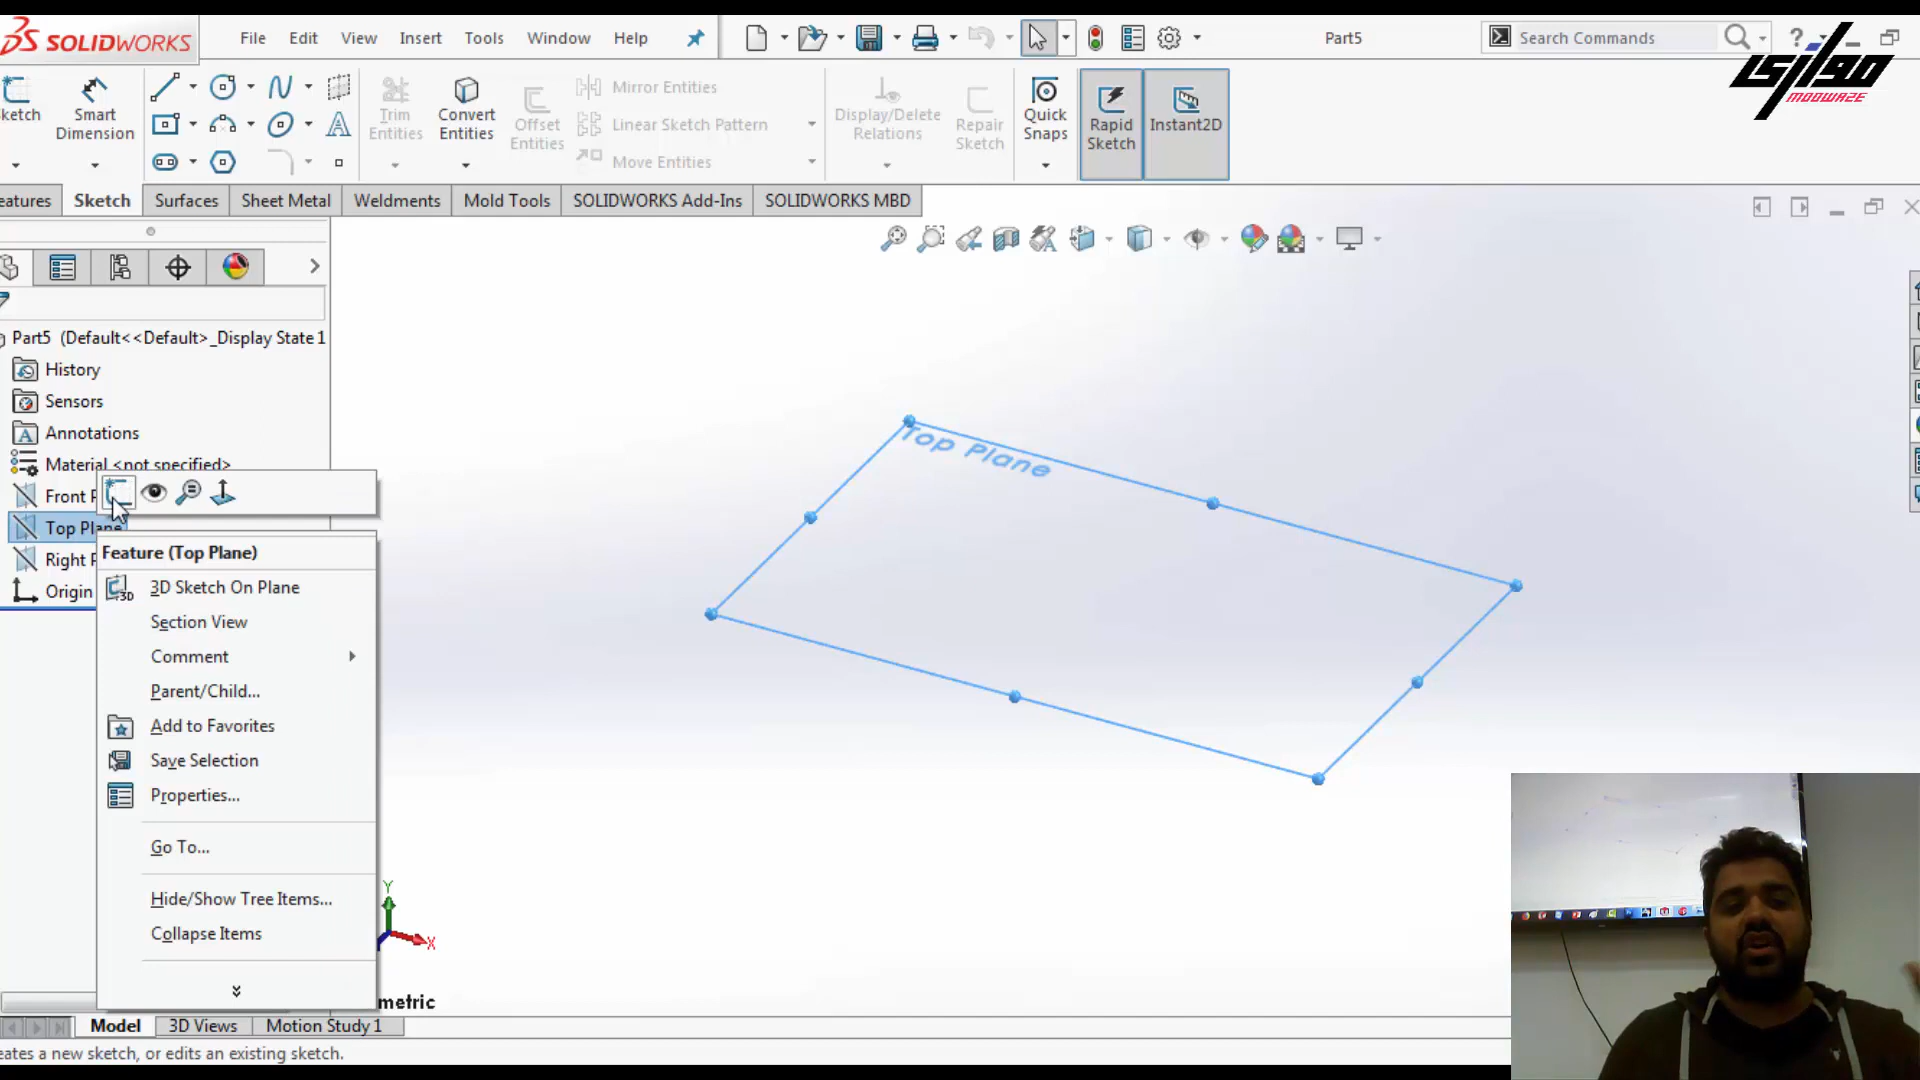 SOLIDWORKS
File Edit View Insert Tools Window Help
Part5
Search Commands
?
موواز
MOOWAZE
ketch
Smart Dimension
Trim Entities
Convert Entities
Offset Entities
Mirror Entities
Linear Sketch Pattern
Move Entities
Display/Delete Relations
Repair Sketch
Quick Snaps
Rapid Sketch
Instant2D
eatures Sketch Surfaces Sheet Metal Weldments Mold Tools SOLIDWORKS Add-Ins SOLIDWORKS MBD
Part5 (Default<<Default>_Display State 1
History
Sensors
Annotations
Material <not specified>
Front P
Top Plane
Right P
Origin
Feature (Top Plane)
3D Sketch On Plane
Section View
Comment
Parent/Child...
Add to Favorites
Save Selection
Properties...
Go To...
Hide/Show Tree Items...
Collapse Items
Top Plane
Y
X
metric
Model 3D Views Motion Study 1
eates a new sketch, or edits an existing sketch.